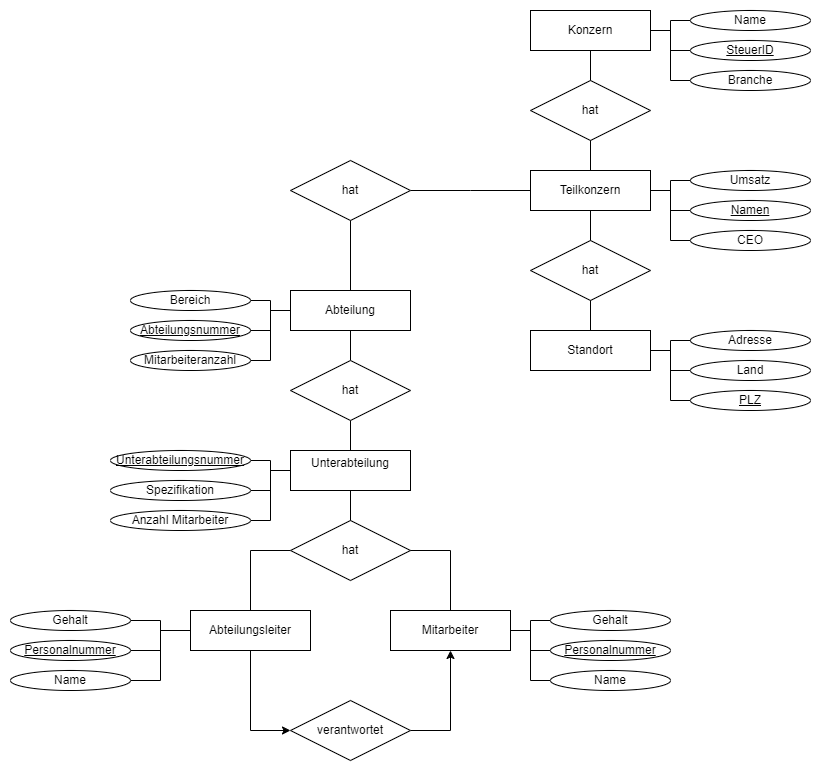 Konzern
Name
SteuerID
Branche
hat
hat
Teilkonzern
Umsatz
Namen
CEO
hat
Bereich
Abteilungsnummer
Mitarbeiteranzahl
Abteilung
Standort
Adresse
Land
PLZ
hat
Unterabteilungsnummer
Spezifikation
Anzahl Mitarbeiter
Unterabteilung
hat
Gehalt
Personalnummer
Name
Abteilungsleiter
Mitarbeiter
Gehalt
Personalnummer
Name
verantwortet